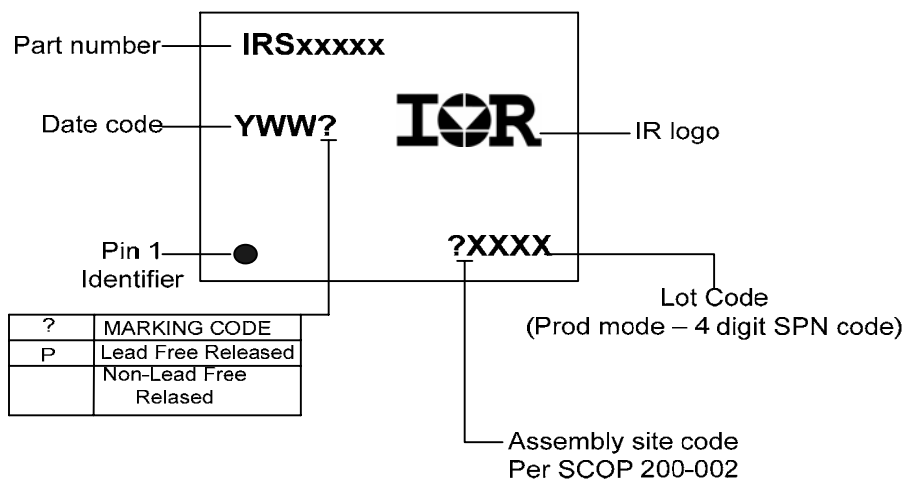 Part number
IRSxxxxx
Date code
YWW?
IOR
IR logo
Pin 1
Identifier
?XXXX
Lot Code
(Prod mode – 4 digit SPN code)
? MARKING CODE
P Lead Free Released
Non-Lead Free
Relased
Assembly site code
Per SCOP 200-002